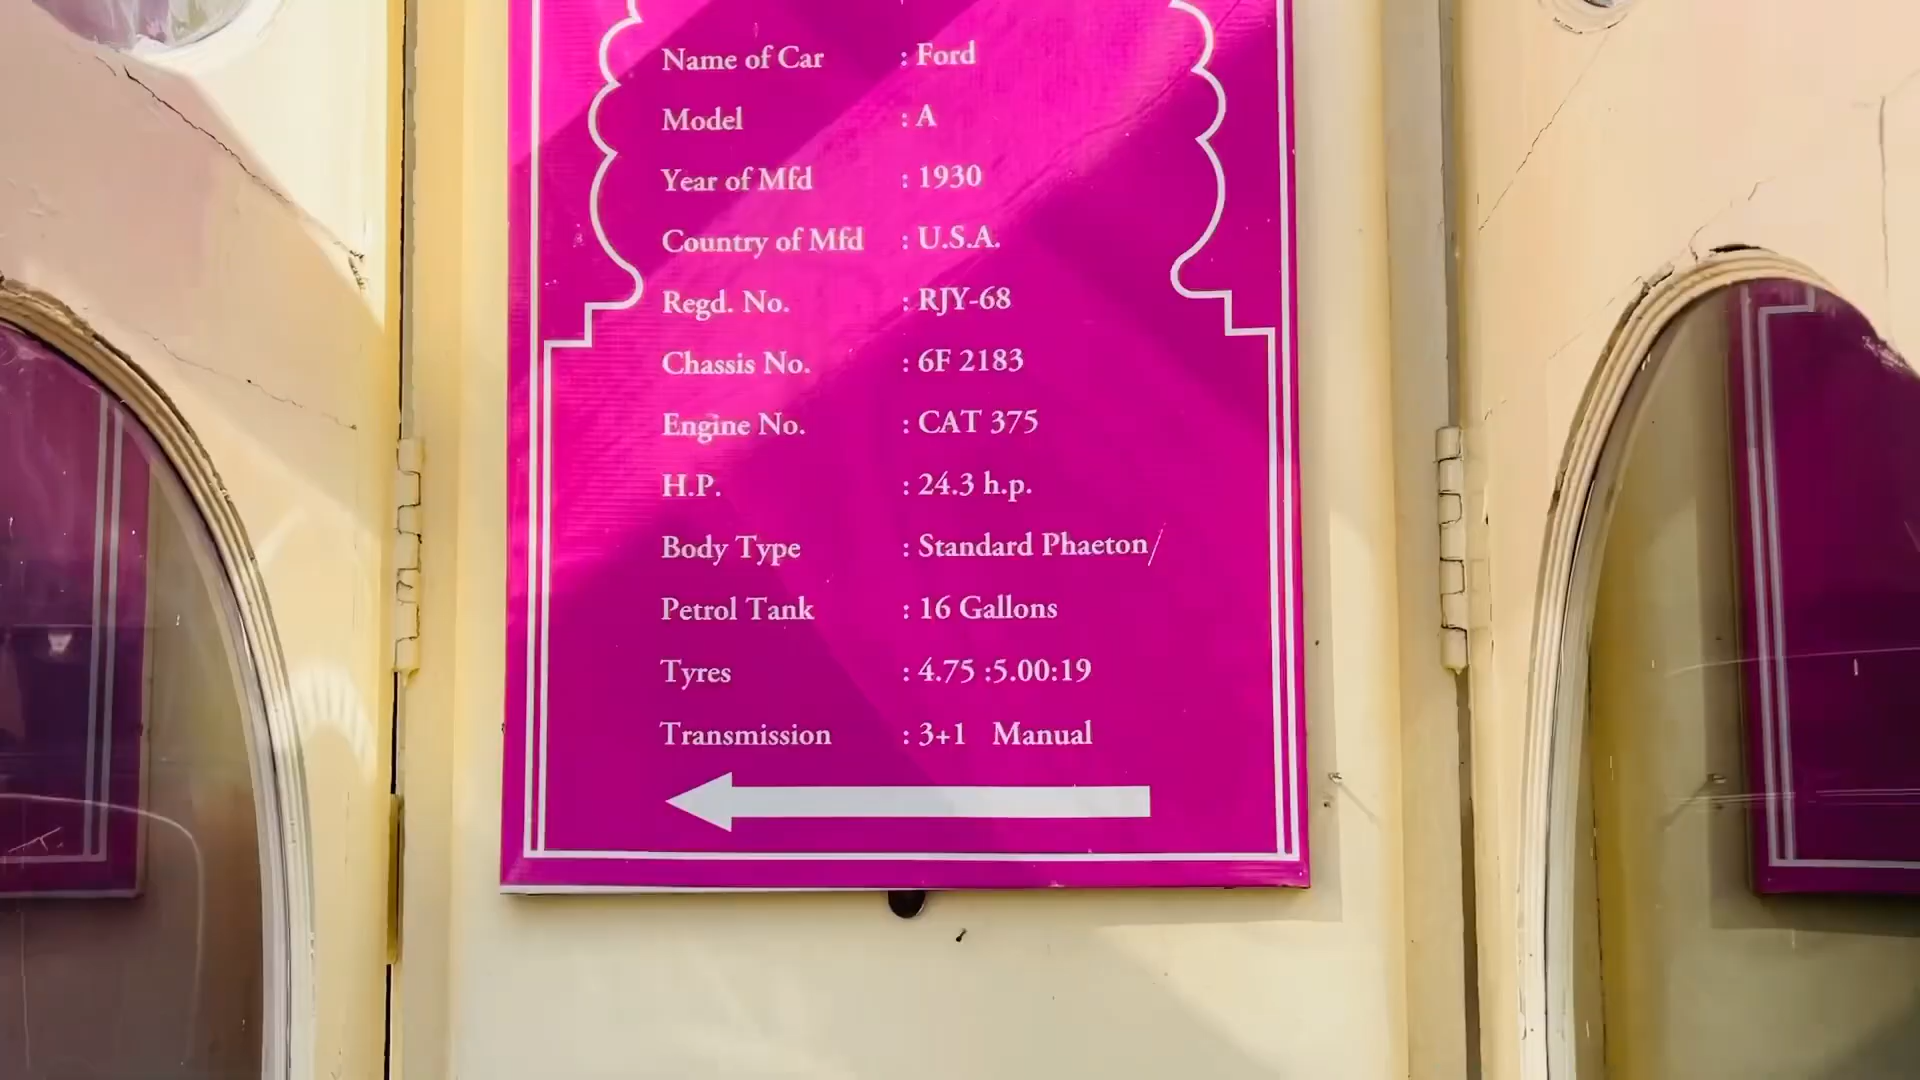 Name of Car : Ford
Model : A
Year of Mfd : 1930
Country of Mfd : U.S.A.
Regd. No. : RJY-68
Chassis No. : 6F 2183
Engine No. : CAT 375
H.P. : 24.3 h.p.
Body Type : Standard Phaeton/
Petrol Tank : 16 Gallons
Tyres : 4.75 :5.00:19
Transmission : 3+1 Manual